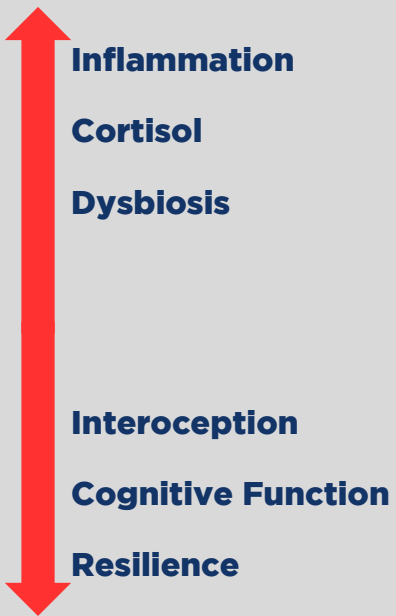 Inflammation
Cortisol
Dysbiosis
Interoception
Cognitive Function
Resilience